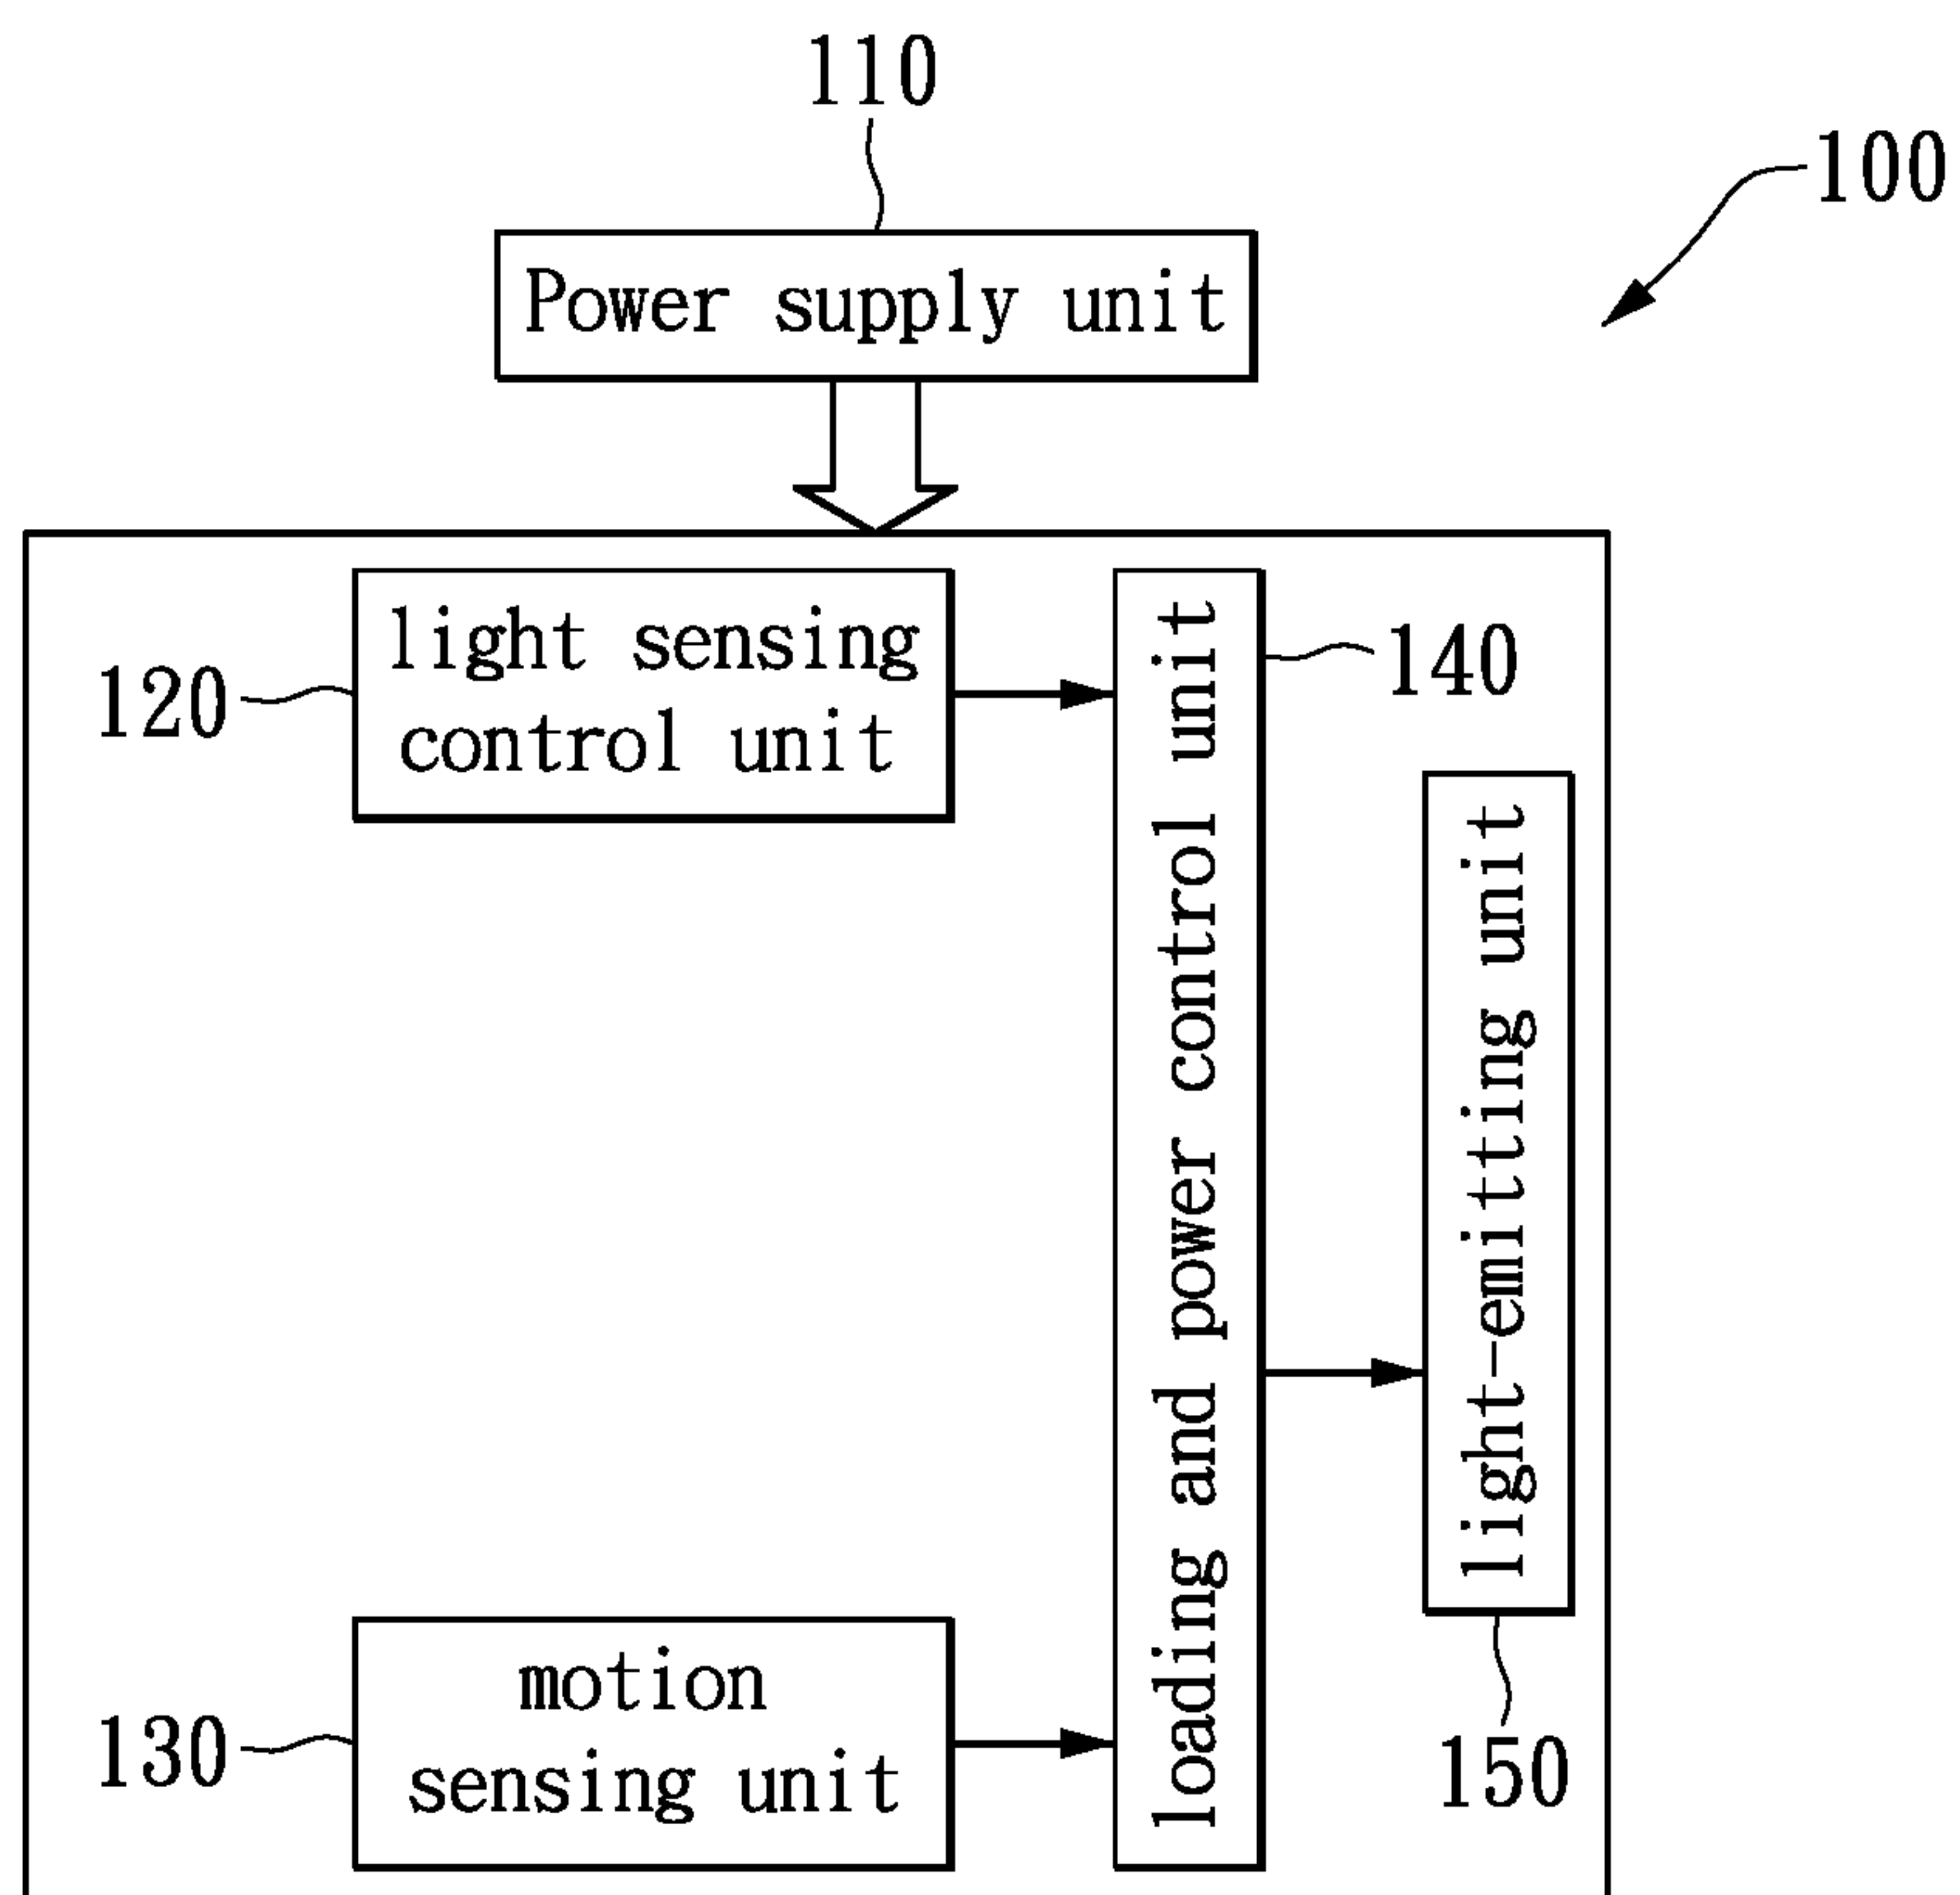 110
100
Power supply unit
light sensing
control unit
120
140
loading and power control unit
light-emitting unit
motion
sensing unit
130
150